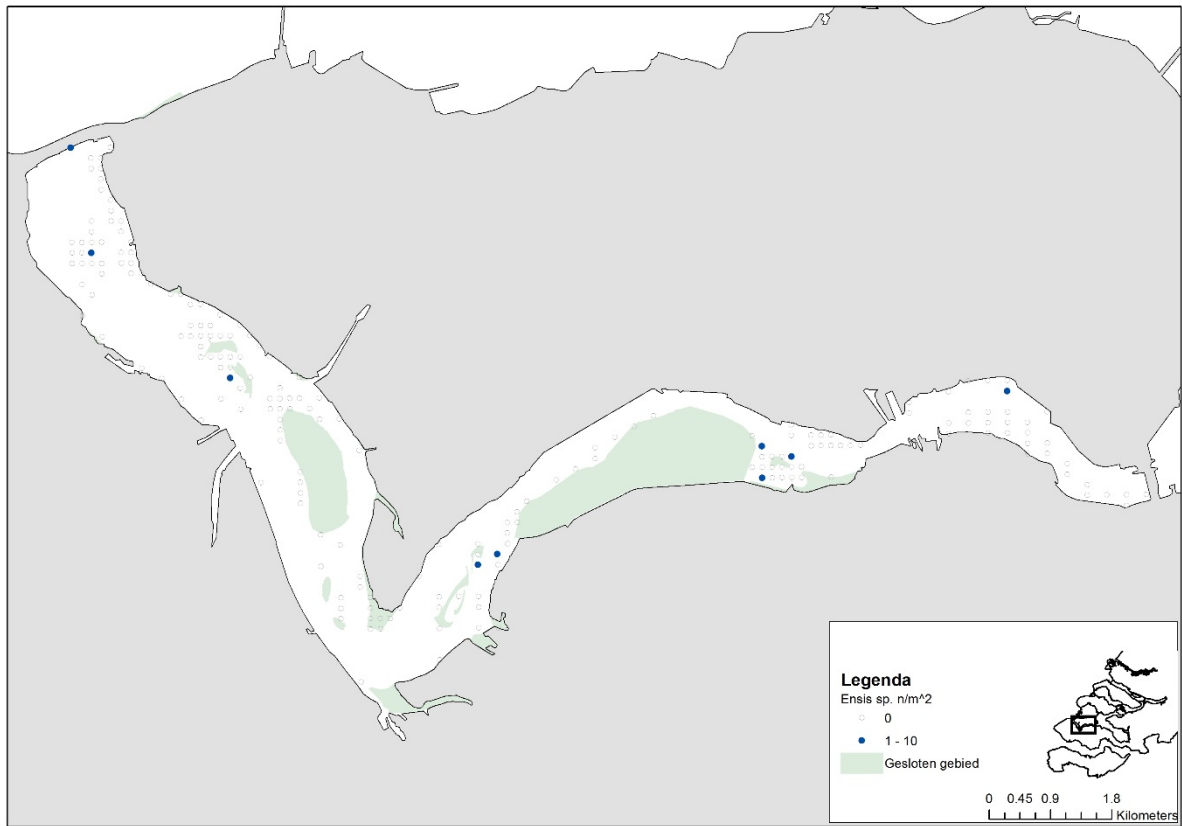 Legenda
Ensis sp. n/m^2
0
1 - 10
Gesloten gebied
0 0.45 0.9 1.8
Kilometers